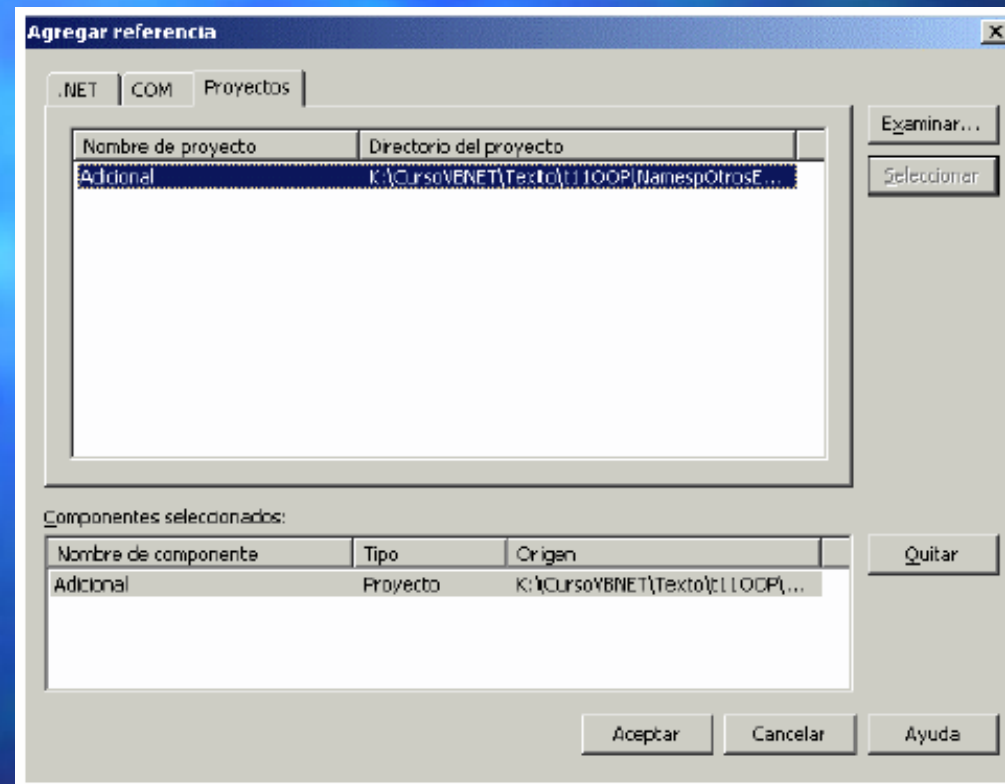 Agregar referencia
.NET COM Proyectos
Examinar...
Nombre de proyecto Directorio del proyecto
Adicional K:\CursoVBNET\Texto\t11OOP\NamespOtrosE...
Seleccionar
Componentes seleccionados:
Nombre de componente Tipo Origen
Quitar
Adicional Proyecto K:\CursoVBNET\Texto\t11OOP\...
Aceptar Cancelar Ayuda